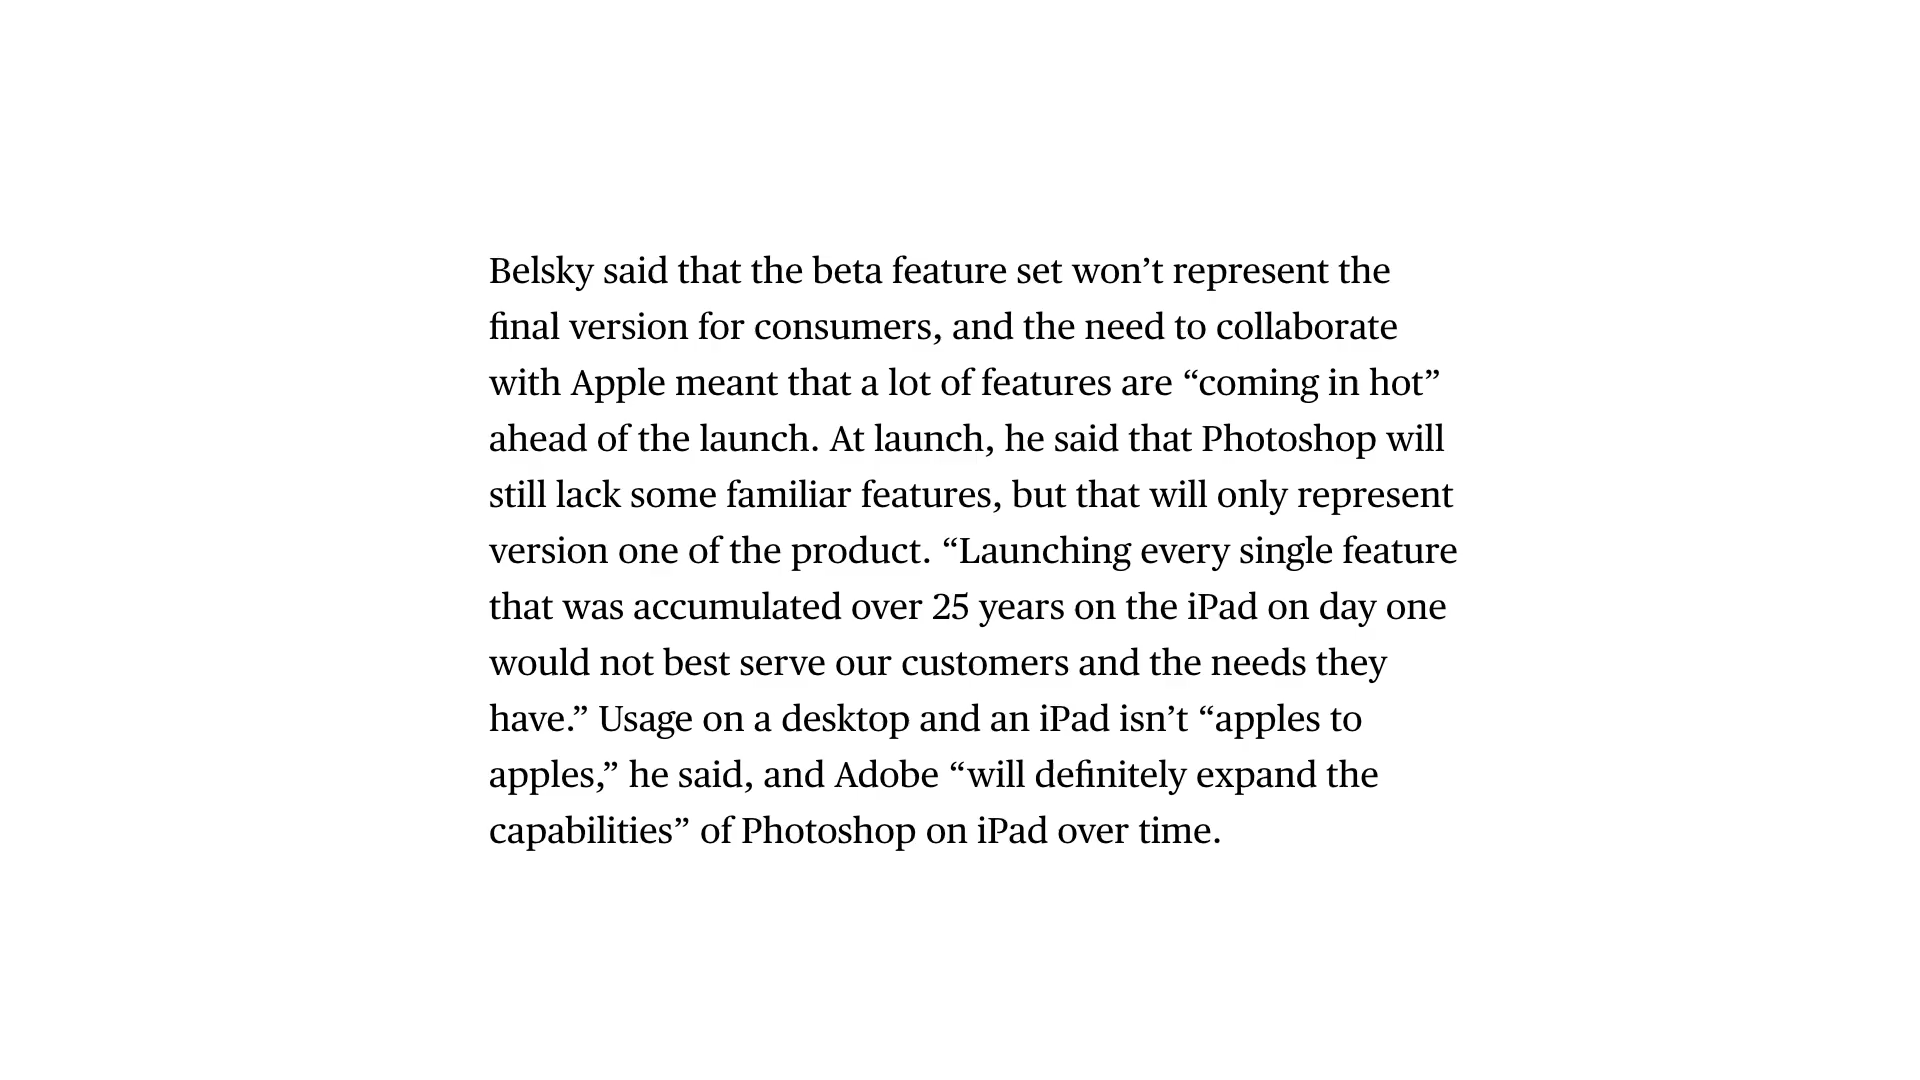 Belsky said that the beta feature set won’t represent the
final version for consumers, and the need to collaborate
with Apple meant that a lot of features are “coming in hot”
ahead of the launch. At launch, he said that Photoshop will
still lack some familiar features, but that will only represent
version one of the product. “Launching every single feature
that was accumulated over 25 years on the iPad on day one
would not best serve our customers and the needs they
have.” Usage on a desktop and an iPad isn’t “apples to
apples,” he said, and Adobe “will definitely expand the
capabilities” of Photoshop on iPad over time.